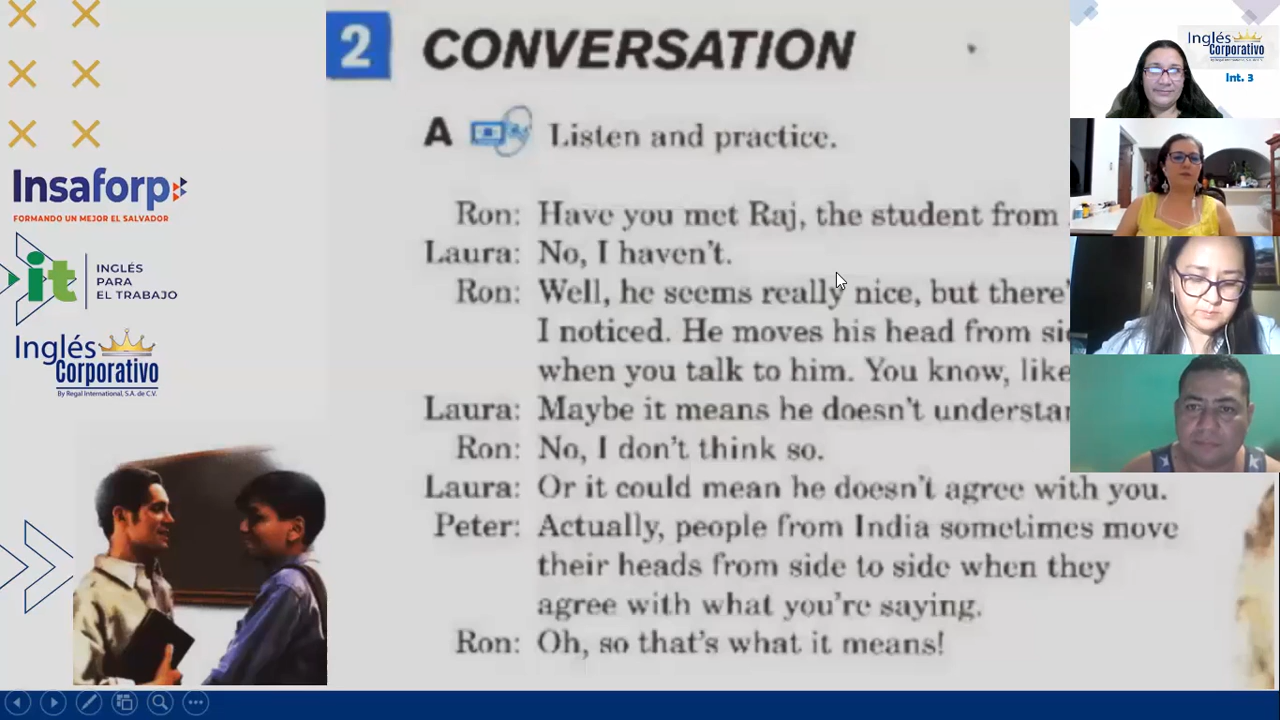 2 CONVERSATION
A Listen and practice.
Ron: Have you met Raj, the student from
Laura: No, I haven't.
Ron: Well, he seems really nice, but there'
I noticed. He moves his head from
when you talk to him. You know, like
Laura: Maybe it means he doesn't
Ron: No, I don't think so.
Laura: Or it could mean he doesn't agree with you.
Peter: Actually, people from India sometimes move
their heads from side to side when they
agree with what you're saying.
Ron: Oh, so that's what it means!
Insaforp
FORMANDO UN MEJOR EL SALVADOR
it INGLÉS
PARA
EL TRABAJO
Inglés
Corporativo
By Regal International, S.A. de C.V.
Inglés
Corporativo
Int. 3